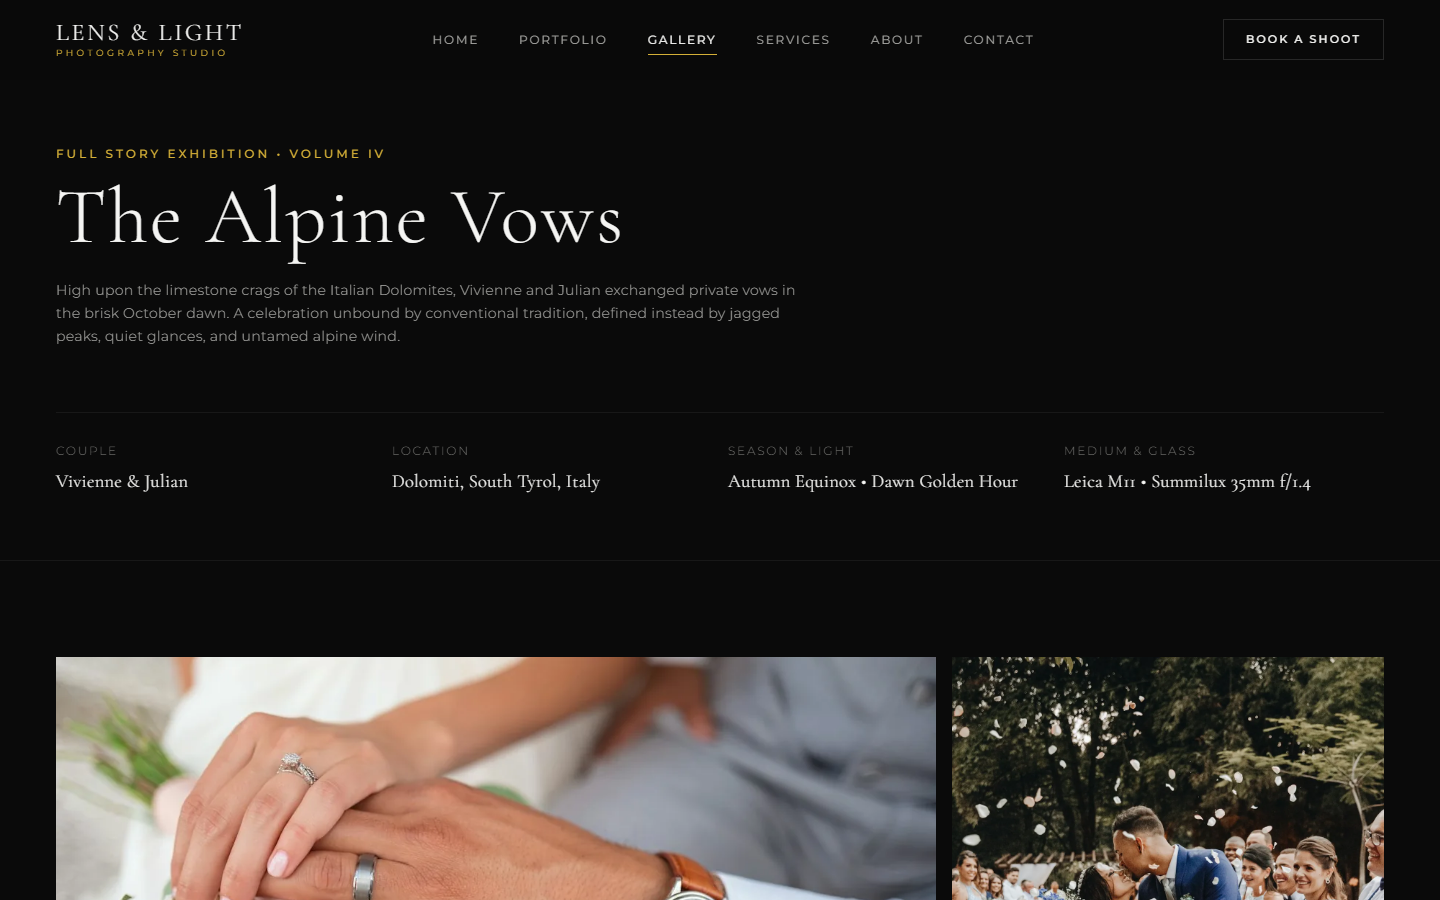 LENS & LIGHT
PHOTOGRAPHY STUDIO
HOME PORTFOLIO GALLERY SERVICES ABOUT CONTACT
BOOK A SHOOT
FULL STORY EXHIBITION • VOLUME IV
The Alpine Vows
High upon the limestone crags of the Italian Dolomites, Vivienne and Julian exchanged private vows in
the brisk October dawn. A celebration unbound by conventional tradition, defined instead by jagged
peaks, quiet glances, and untamed alpine wind.
COUPLE
Vivienne & Julian
LOCATION
Dolomiti, South Tyrol, Italy
SEASON & LIGHT
Autumn Equinox • Dawn Golden Hour
MEDIUM & GLASS
Leica M11 • Summilux 35mm f/1.4